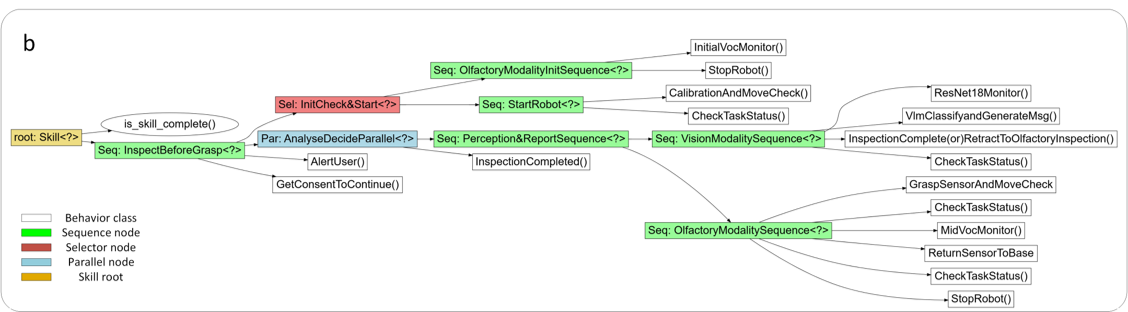 b
InitialVocMonitor()
Seq: OlfactoryModalityInitSequence<?>
StopRobot()
CalibrationAndMoveCheck()
ResNet18Monitor()
Sel: InitCheck&Start<?>
Seq: StartRobot<?>
CheckTaskStatus()
VlmClassifyandGenerateMsg()
is_skill_complete()
root: Skill<?>
Par: AnalyseDecideParallel<?>
Seq: Perception&ReportSequence<?>
Seq: VisionModalitySequence<?>
InspectionComplete(or)RetractToOlfactoryInspection()
Seq: InspectBeforeGrasp<?>
AlertUser()
InspectionCompleted()
CheckTaskStatus()
GetConsentToContinue()
GraspSensorAndMoveCheck
CheckTaskStatus()
Seq: OlfactoryModalitySequence<?>
MidVocMonitor()
ReturnSensorToBase
CheckTaskStatus()
StopRobot()
Behavior class
Sequence node
Selector node
Parallel node
Skill root